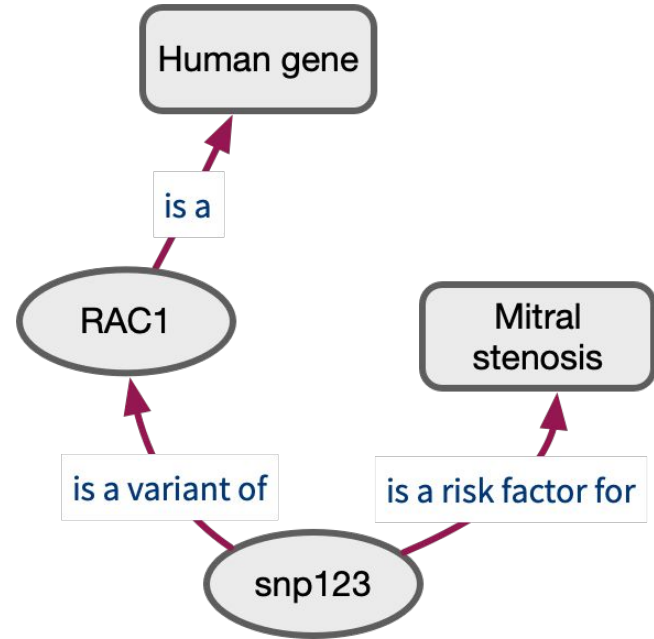 Human gene
is a
RAC1
Mitral
stenosis
is a variant of
is a risk factor for
snp123